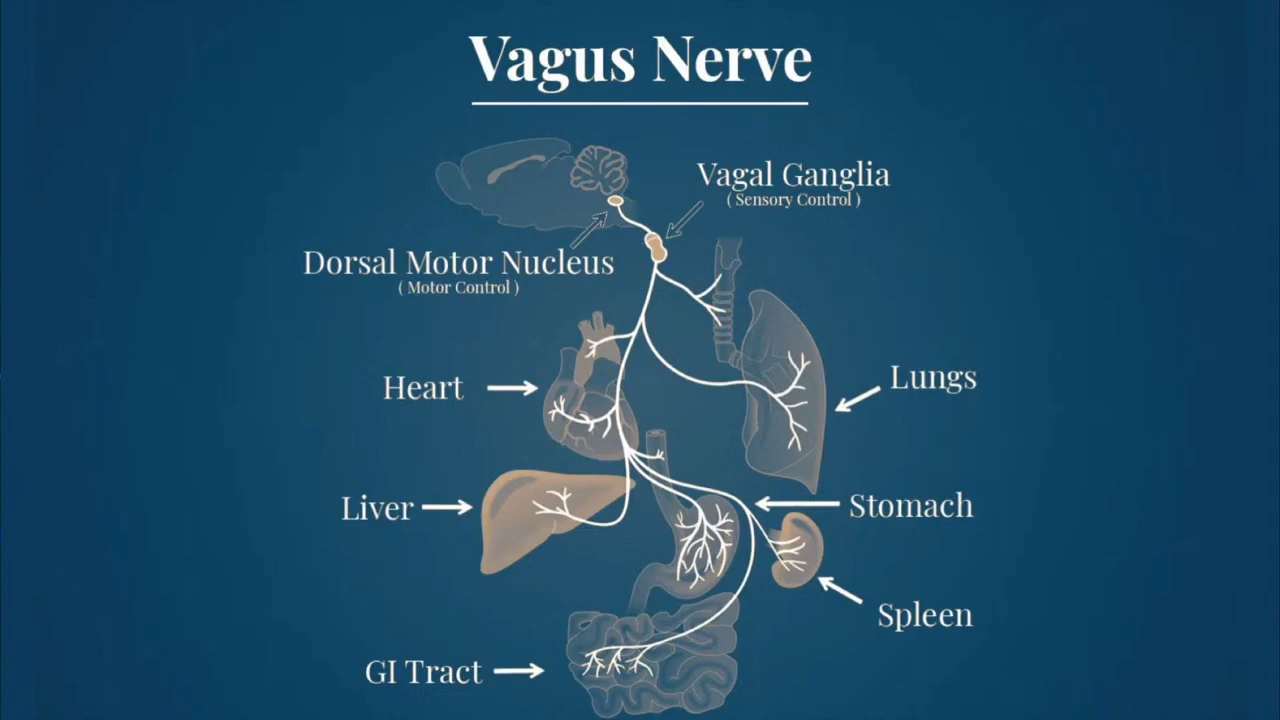 Vagus Nerve
Vagal Ganglia
( Sensory Control )
Dorsal Motor Nucleus
( Motor Control )
Heart
Lungs
Liver
Stomach
Spleen
GI Tract